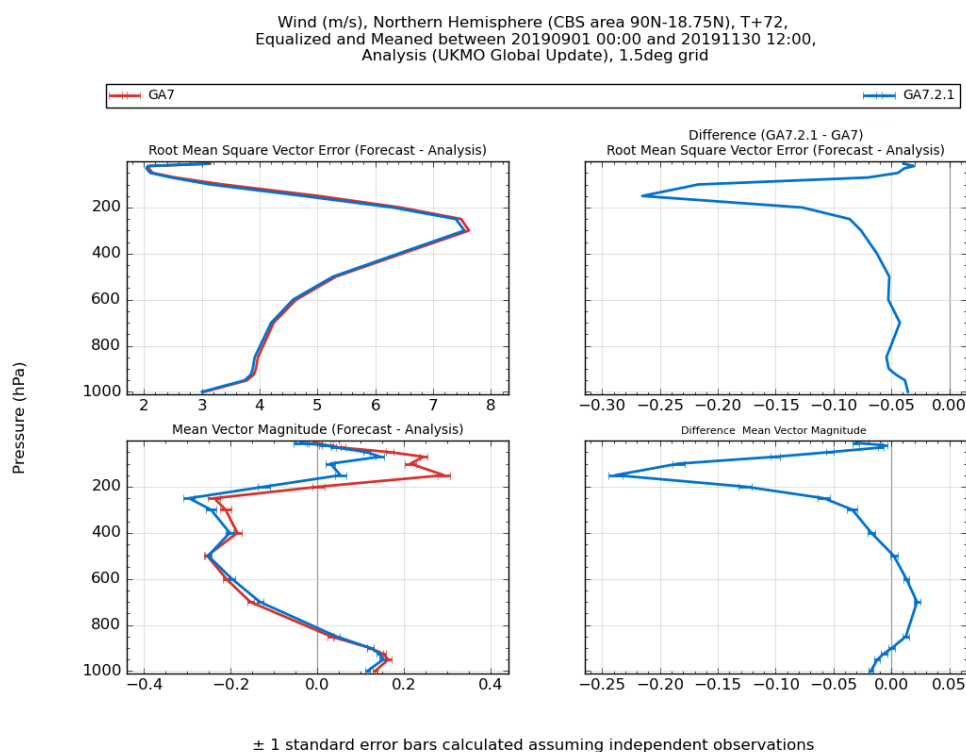 Wind (m/s), Northern Hemisphere (CBS area 90N-18.75N), T+72,
Equalized and Meaned between 20190901 00:00 and 20191130 12:00,
Analysis (UKMO Global Update), 1.5deg grid
GA7
GA7.2.1
Root Mean Square Vector Error (Forecast - Analysis)
Difference (GA7.2.1 - GA7)
Root Mean Square Vector Error (Forecast - Analysis)
200
400
600
800
1000
2 3 4 5 6 7 8
−0.30 −0.25 −0.20 −0.15 −0.10 −0.05 0.00
Pressure (hPa)
Mean Vector Magnitude (Forecast - Analysis)
Difference Mean Vector Magnitude
200
400
600
800
1000
−0.4 −0.2 0.0 0.2 0.4
−0.25 −0.20 −0.15 −0.10 −0.05 0.00 0.05
± 1 standard error bars calculated assuming independent observations